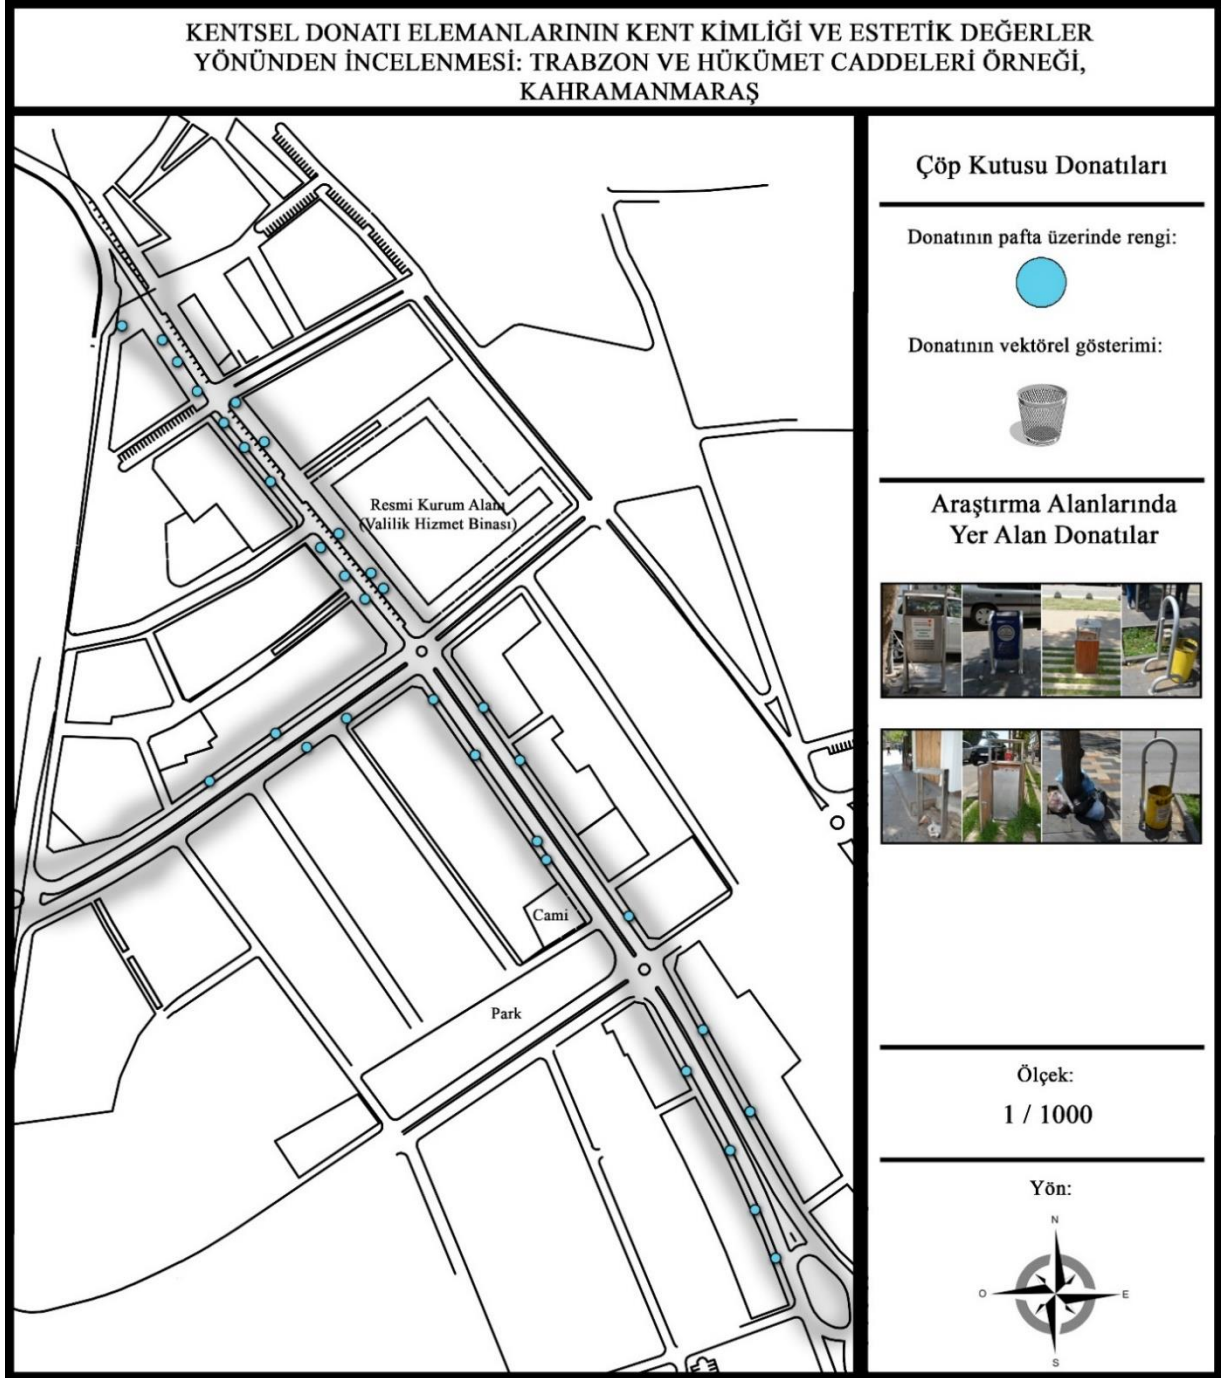 KENTSEL DONATI ELEMANLARININ KENT KİMLİĞİ VE ESTETİK DEĞERLER
YÖNÜNDEN İNCELENMESİ: TRABZON VE HÜKÜMET CADDELERİ ÖRNEĞİ,
KAHRAMANMARAŞ
Resmi Kurum Alanı
(Valilik Hizmet Binası)
Cami
Park
Çöp Kutusu Donatıları
Donatının pafta üzerinde rengi:
Donatının vektörel gösterimi:
Araştırma Alanlarında
Yer Alan Donatılar
Ölçek:
1 / 1000
Yön:
N
O
E
S